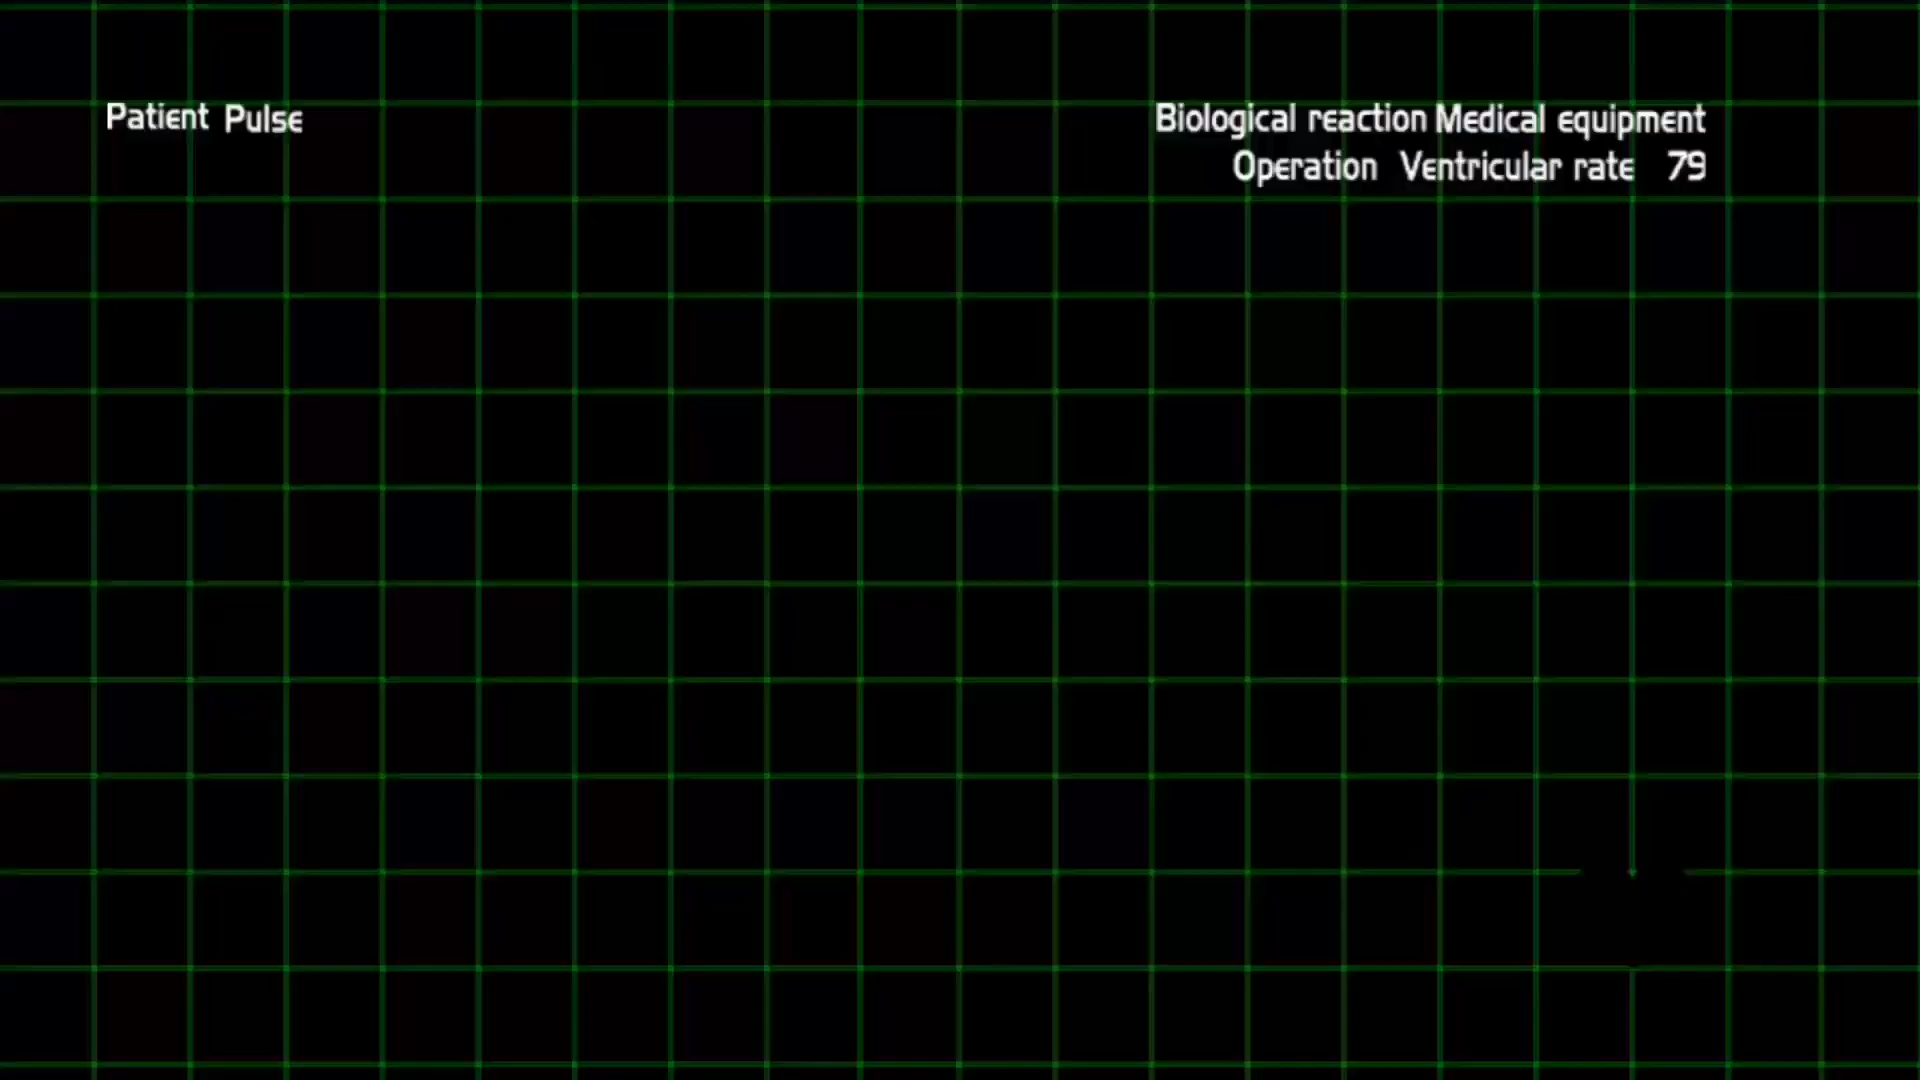 Patient Pulse
Biological reaction Medical equipment
Operation Ventricular rate 79